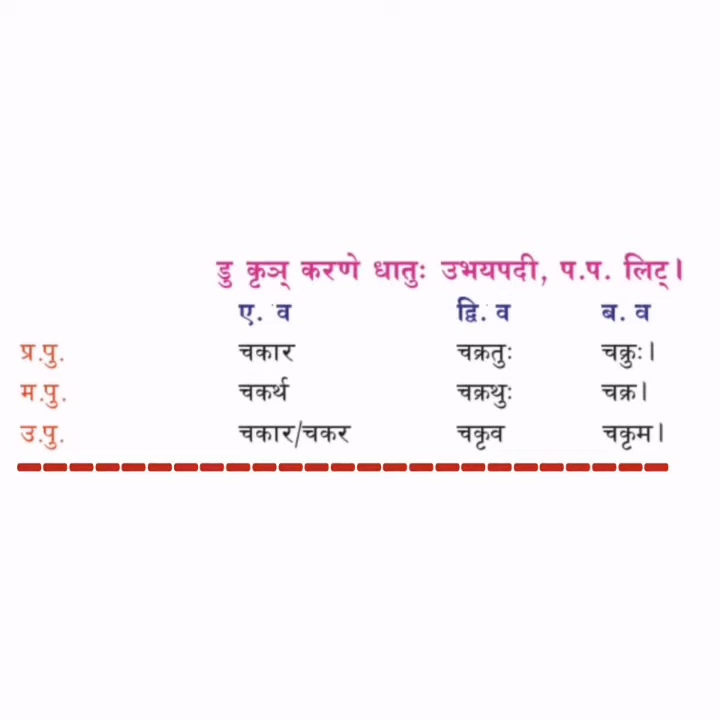 डु कृञ् करणे धातुः उभयपदी, प.प. लिट्।
ए. व द्वि. व ब. व
प्र.पु. चकार चक्रतुः चक्रुः।
म.पु. चकर्थ चक्रथुः चक्र।
उ.पु. चकार/चकर चकृव चकृम।